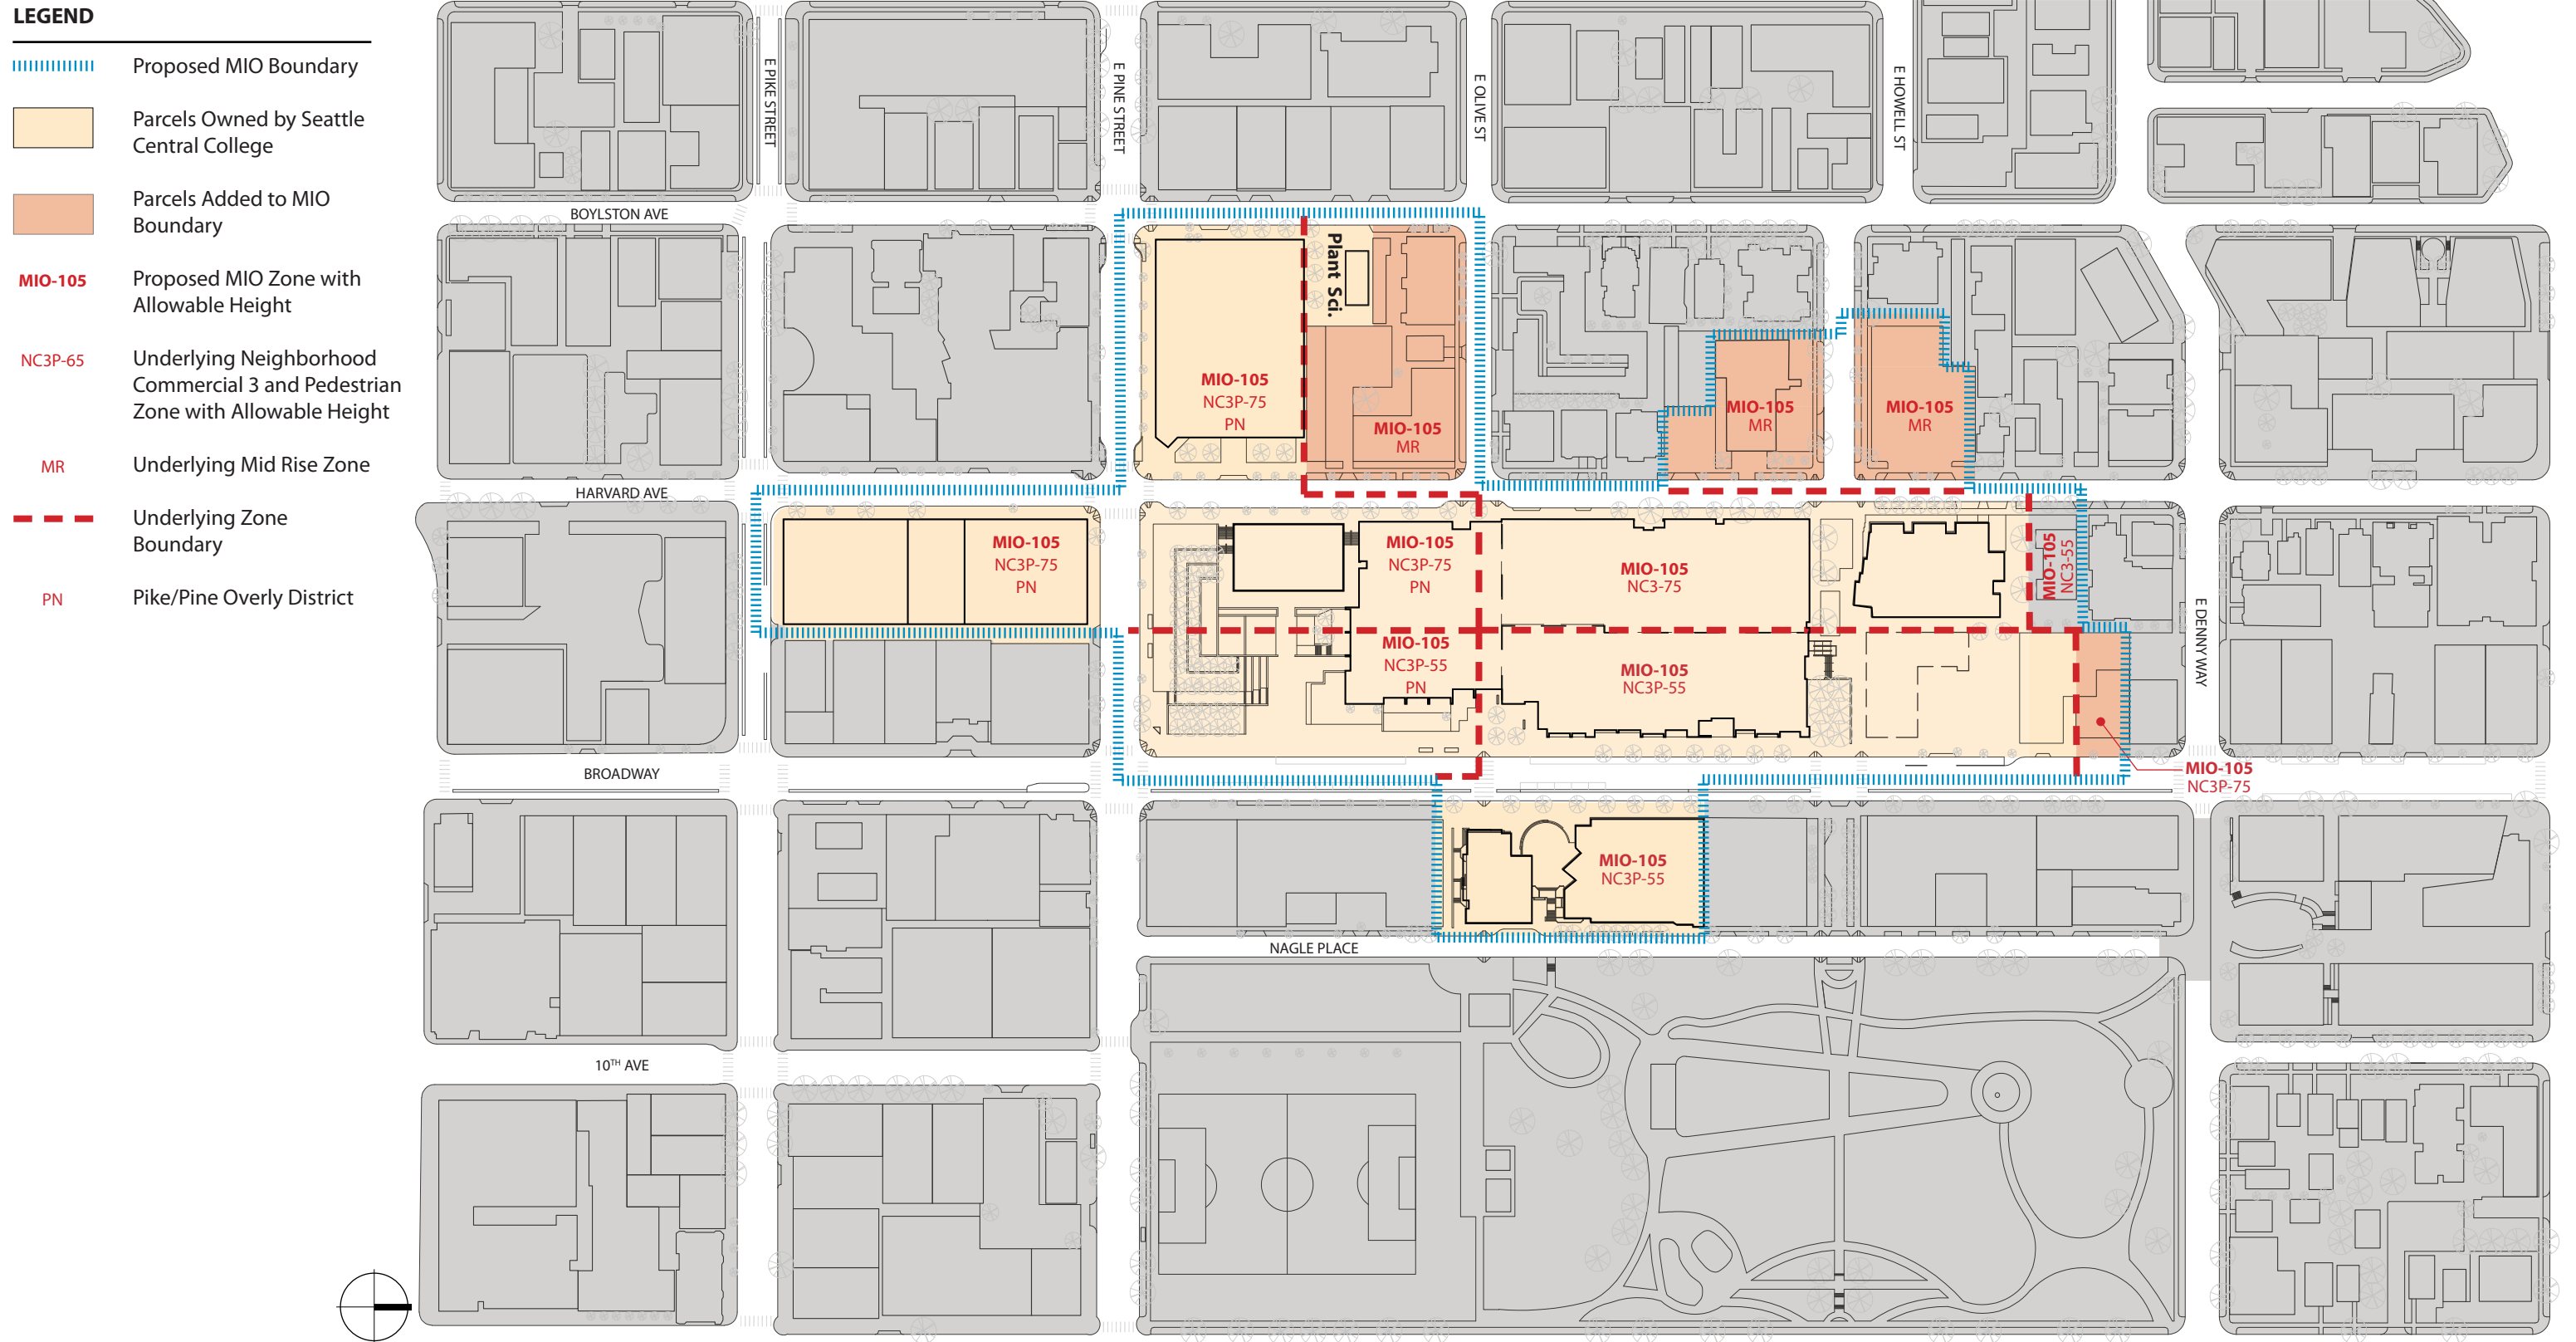 LEGEND
Proposed MIO Boundary
Parcels Owned by Seattle
Central College
Parcels Added to MIO
Boundary
MIO-105
Proposed MIO Zone with
Allowable Height
NC3P-65
Underlying Neighborhood
Commercial 3 and Pedestrian
Zone with Allowable Height
MR
Underlying Mid Rise Zone
Underlying Zone
Boundary
PN
Pike/Pine Overly District
E PIKE STREET
E PINE STREET
E OLIVE ST
E HOWELL ST
BOYLSTON AVE
Plant Sci.
MIO-105
NC3P-75
PN
MIO-105
MR
MIO-105
MR
MIO-105
MR
HARVARD AVE
MIO-105
NC3P-75
PN
MIO-105
NC3P-75
PN
MIO-105
NC3-75
MIO-105
NC3-55
MIO-105
NC3P-55
PN
MIO-105
NC3P-55
E DENNY WAY
BROADWAY
MIO-105
NC3P-75
MIO-105
NC3P-55
NAGLE PLACE
10TH AVE